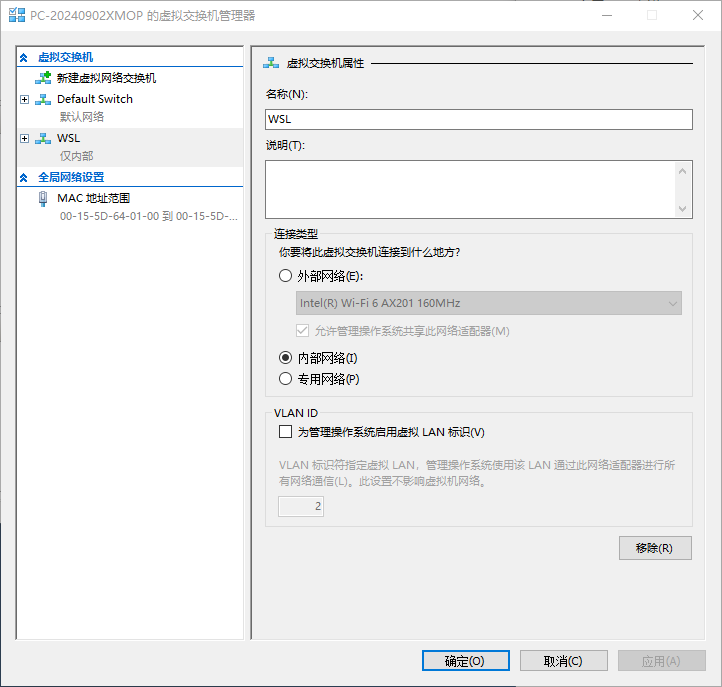 PC-20240902XMOP 的虚拟交换机管理器
虚拟交换机
新建虚拟网络交换机
Default Switch
默认网络
WSL
仅内部
全局网络设置
MAC 地址范围
00-15-5D-64-01-00 到 00-15-5D-...
虚拟交换机属性
名称(N):
WSL
说明(T):
连接类型
你要将此虚拟交换机连接到什么地方?
外部网络(E):
Intel(R) Wi-Fi 6 AX201 160MHz
允许管理操作系统共享此网络适配器(M)
内部网络(I)
专用网络(P)
VLAN ID
为管理操作系统启用虚拟 LAN 标识(V)
VLAN 标识符指定虚拟 LAN，管理操作系统使用该 LAN 通过此网络适配器进行所
有网络通信(L)。此设置不影响虚拟机网络。
2
移除(R)
确定(O)
取消(C)
应用(A)